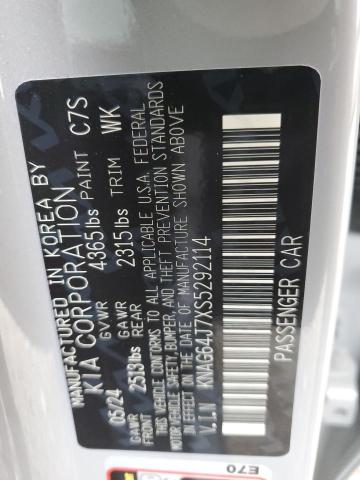 MANUFACTURED IN KOREA BY
KIA CORPORATION
05/24 GVWR 4365lbs PAINT C7S
GAWR FRONT 2513lbs GAWR REAR 2315lbs TRIM WK
THIS VEHICLE CONFORMS TO ALL APPLICABLE U.S.A. FEDERAL
MOTOR VEHICLE SAFETY, BUMPER, AND THEFT PREVENTION STANDARDS
IN EFFECT ON THE DATE OF MANUFACTURE SHOWN ABOVE
V.I.N KNAG64J7XS5292114
PASSENGER CAR
E70